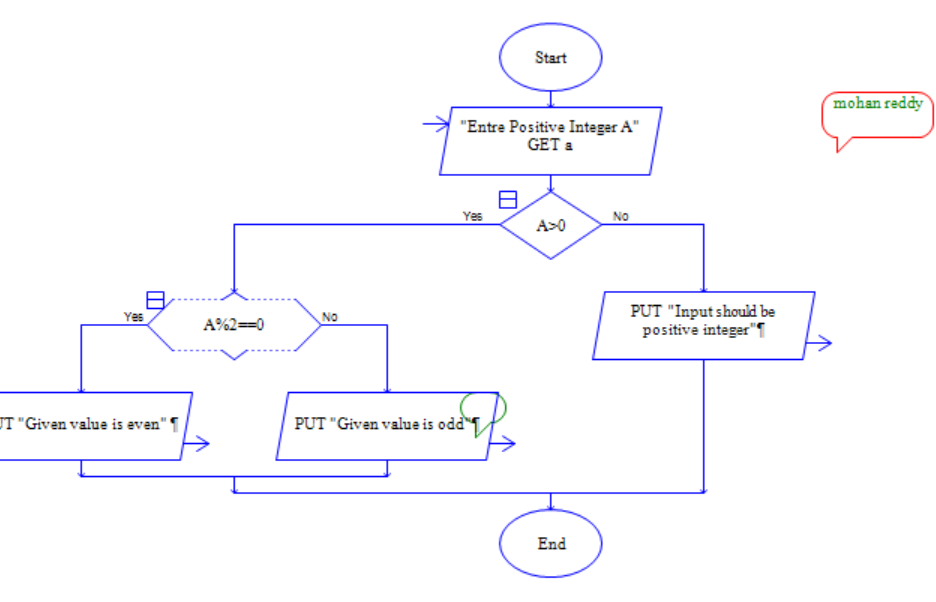 Start
mohan reddy
"Entre Positive Integer A"
GET a
Yes
A>0
No
PUT "Input should be
positive integer"¶
Yes
A%2==0
No
UT "Given value is even" ¶
PUT "Given value is odd"¶
End